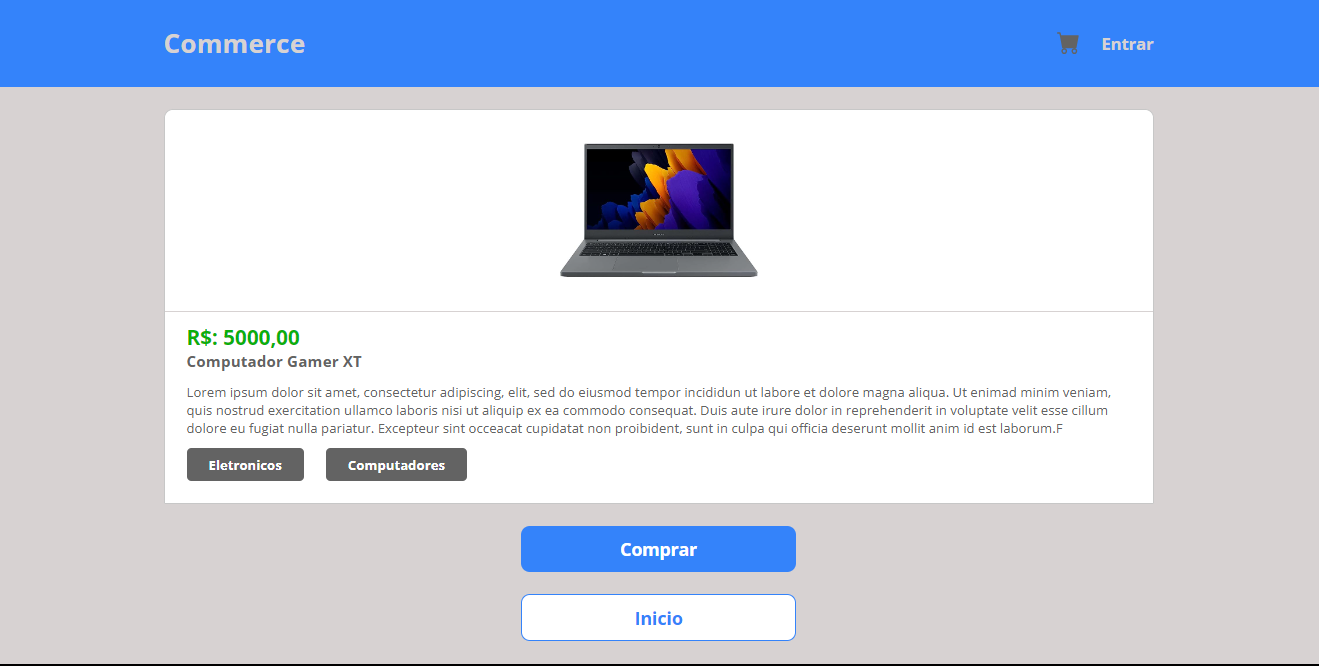 Commerce
Entrar
R$: 5000,00
Computador Gamer XT
Lorem ipsum dolor sit amet, consectetur adipiscing, elit, sed do eiusmod tempor incididun ut labore et dolore magna aliqua. Ut enimad minim veniam,
quis nostrud exercitation ullamco laboris nisi ut aliquip ex ea commodo consequat. Duis aute irure dolor in reprehenderit in voluptate velit esse cillum
dolore eu fugiat nulla pariatur. Excepteur sint occeacat cupidatat non proibident, sunt in culpa qui officia deserunt mollit anim id est laborum.F
Eletronicos
Computadores
Comprar
Inicio